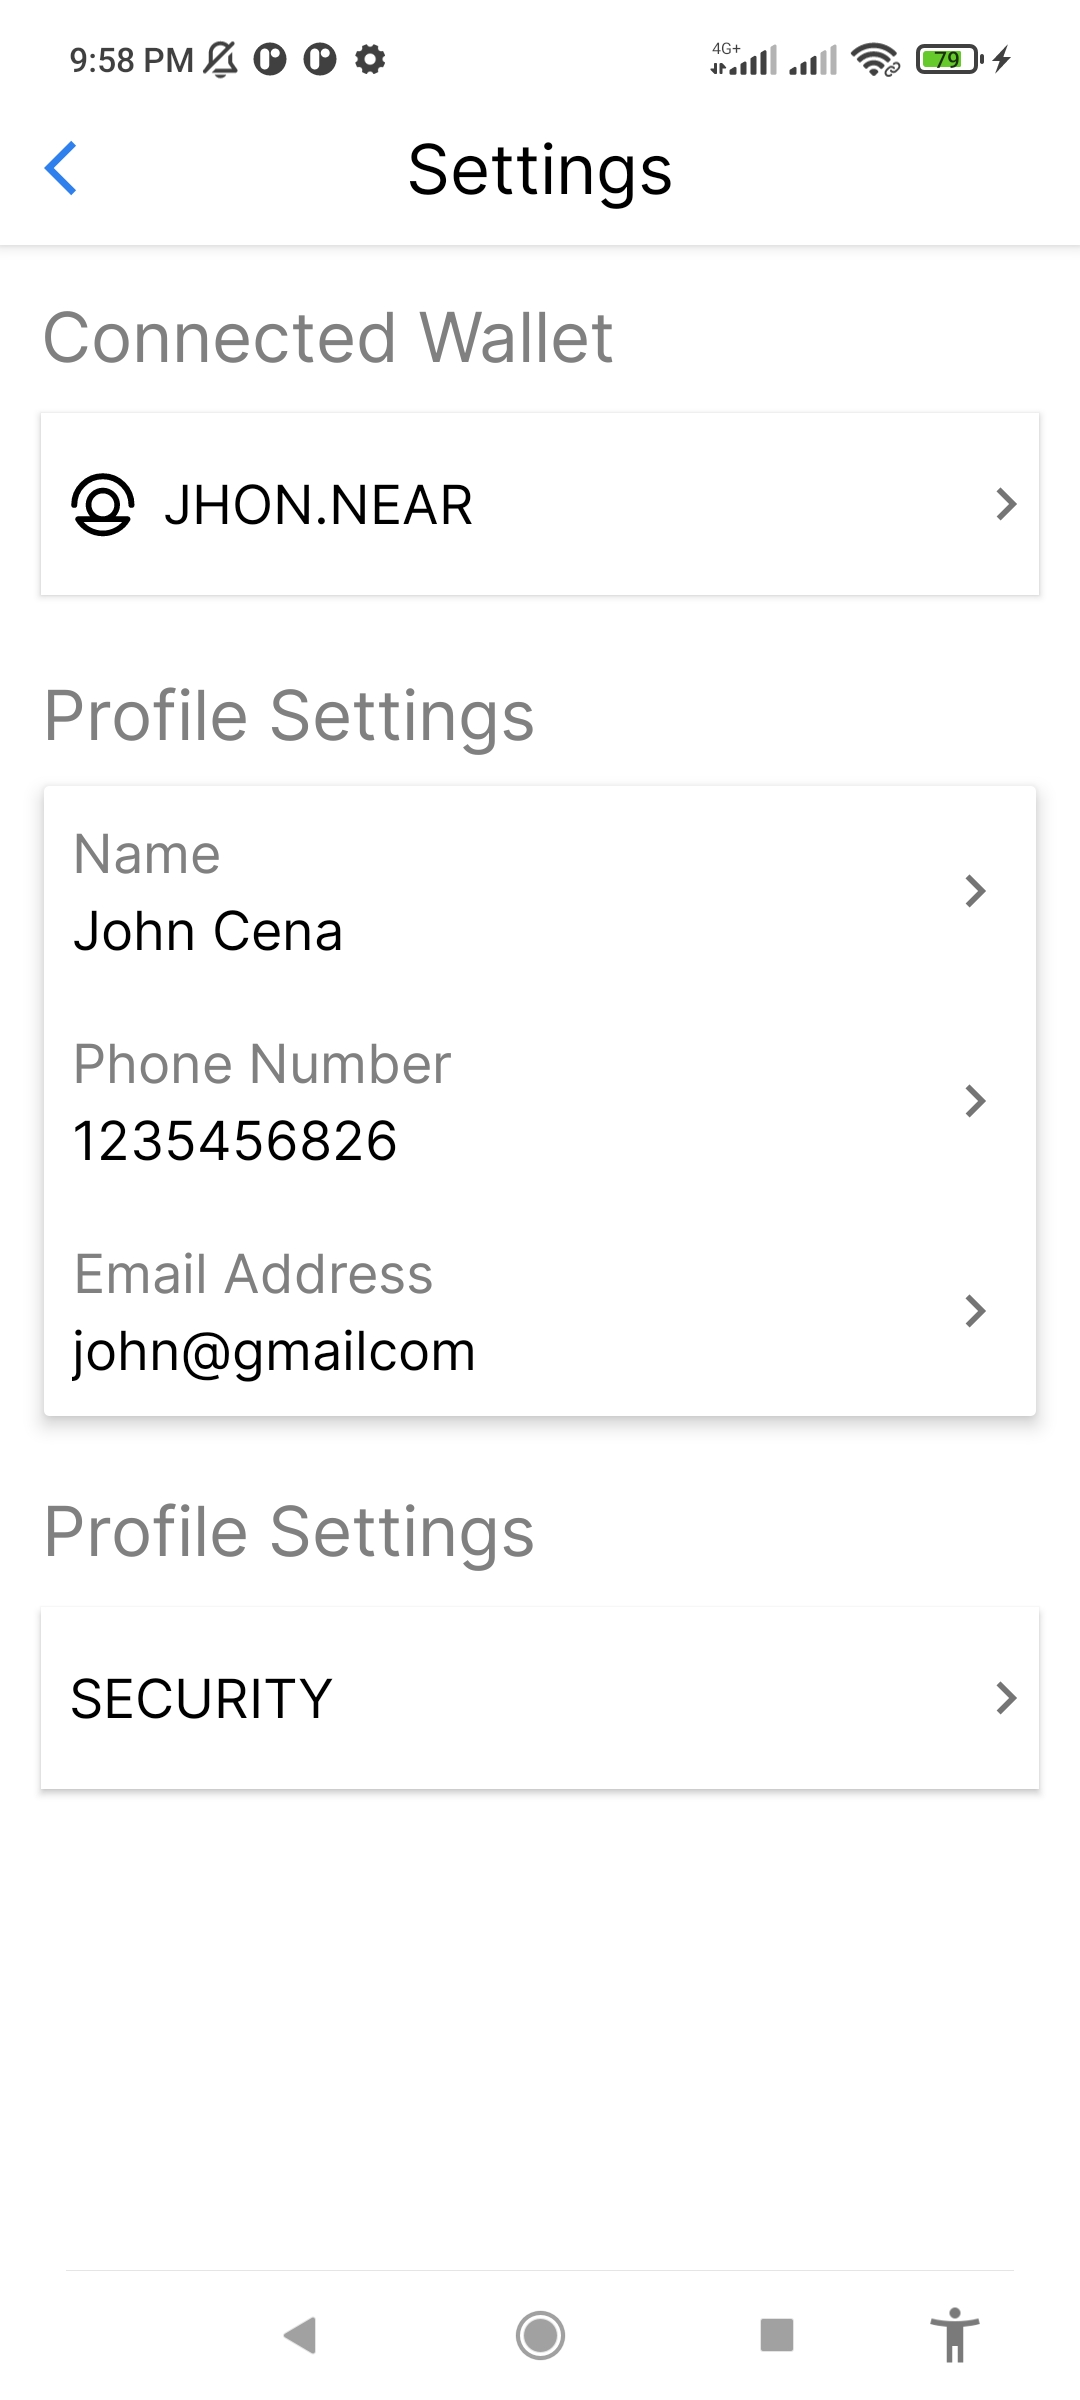 9:58 PM
4G+
79
Settings
Connected Wallet
JHON.NEAR
Profile Settings
Name
John Cena
Phone Number
1235456826
Email Address
john@gmailcom
Profile Settings
SECURITY